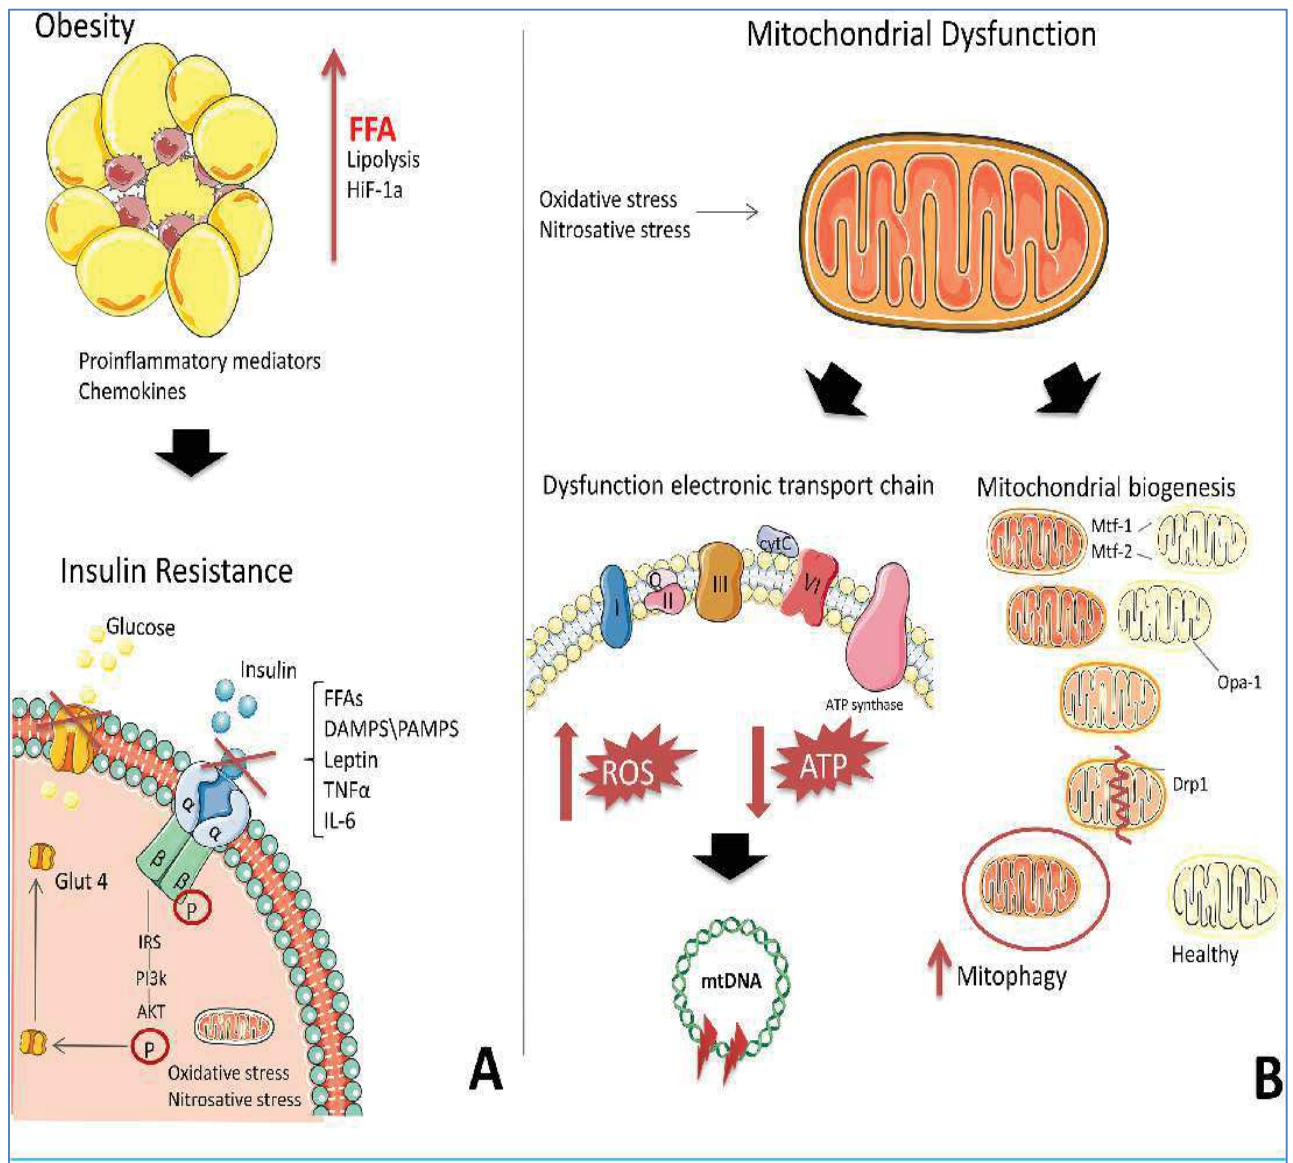 Obesity
FFA
Lipolysis
HiF-1a
Proinflammatory mediators
Chemokines
Insulin Resistance
Glucose
Insulin
FFAs
DAMPS\PAMPS
Leptin
TNFα
IL-6
Q
Q
β
β
P
Glut 4
IRS
PI3k
AKT
P
Oxidative stress
Nitrosative stress
A
Mitochondrial Dysfunction
Oxidative stress
Nitrosative stress
Dysfunction electronic transport chain
I
Q
II
III
cytC
VI
ATP synthase
ROS
ATP
mtDNA
Mitochondrial biogenesis
Mtf-1
Mtf-2
Opa-1
Drp1
Mitophagy
Healthy
B